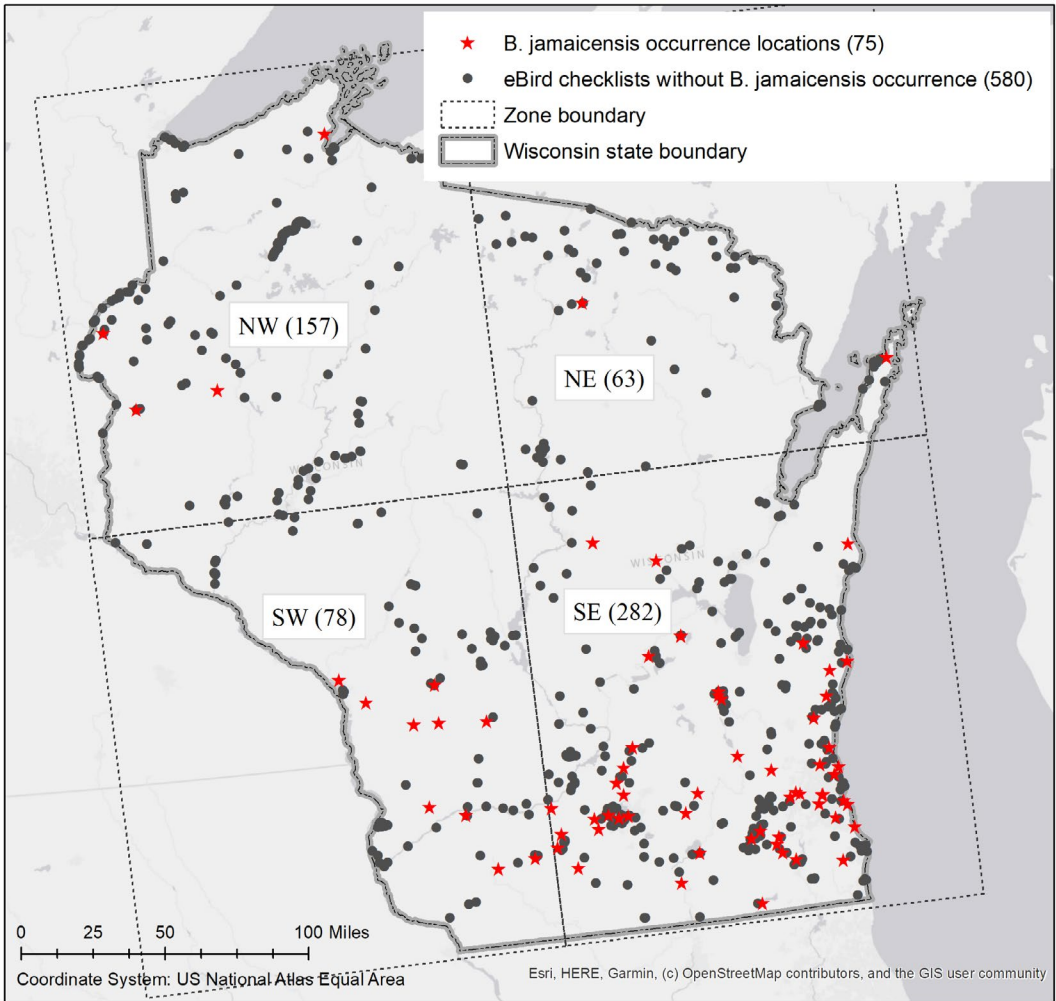 B. jamaicensis occurrence locations (75)
eBird checklists without B. jamaicensis occurrence (580)
Zone boundary
Wisconsin state boundary
NW (157)
NE (63)
WISCONSIN
WISCONSIN
SW (78)
SE (282)
0 25 50 100 Miles
Coordinate System: US National Atlas Equal Area
Esri, HERE, Garmin, (c) OpenStreetMap contributors, and the GIS user community